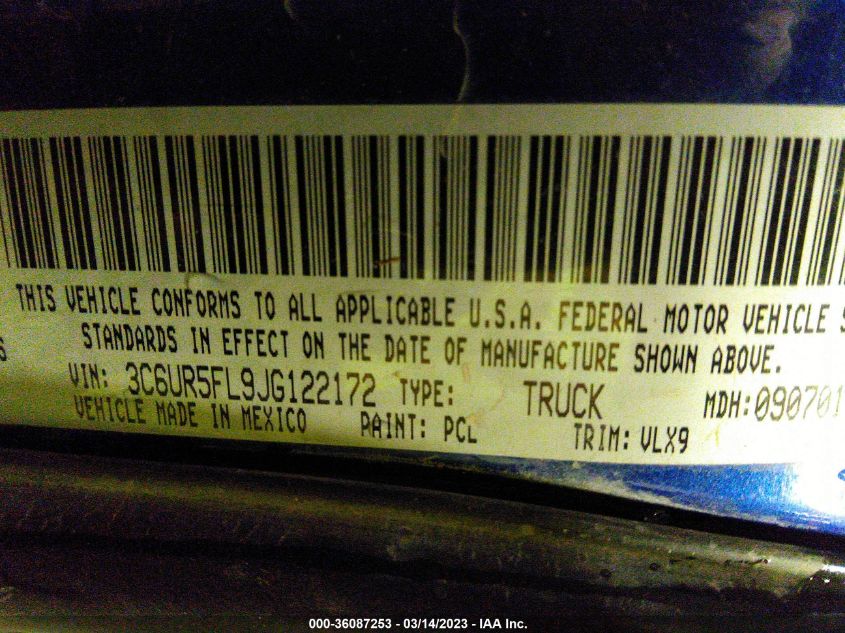 THIS VEHICLE CONFORMS TO ALL APPLICABLE U.S.A. FEDERAL MOTOR VEHICLE S
STANDARDS IN EFFECT ON THE DATE OF MANUFACTURE SHOWN ABOVE.
S
VIN: 3C6UR5FL9JG122172 TYPE: TRUCK MDH: 090701
VEHICLE MADE IN MEXICO PAINT: PCL TRIM: VLX9
000-36087253 - 03/14/2023 - IAA Inc.